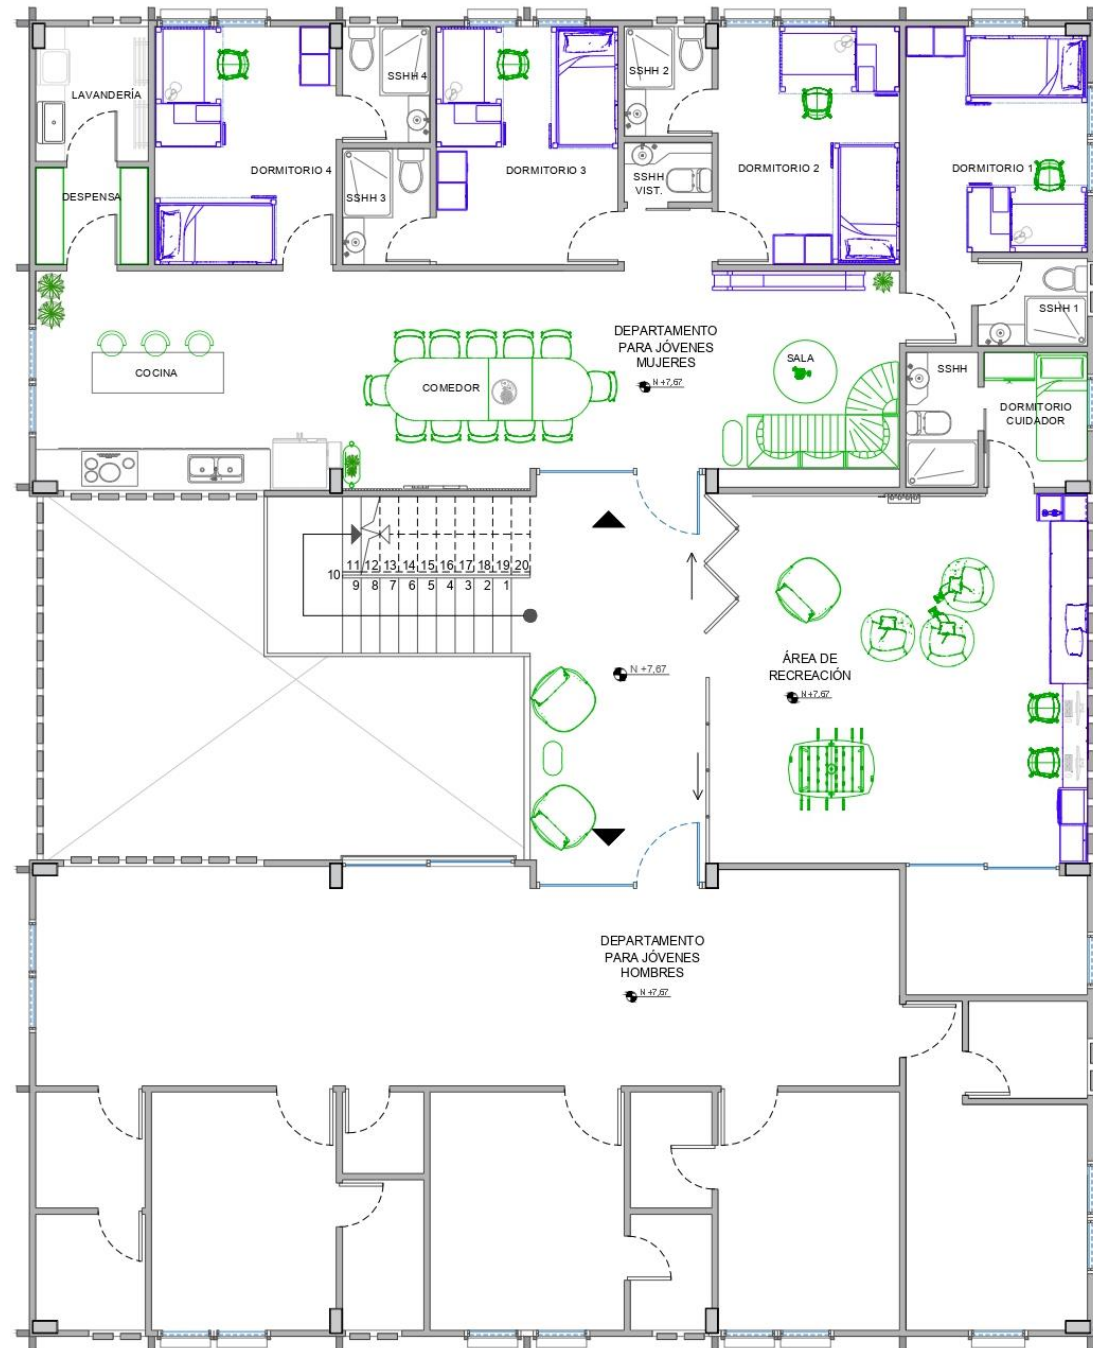 LAVANDERÍA
SSHH 4
SSHH 2
DORMITORIO 4
DORMITORIO 3
SSHH
VIST.
DORMITORIO 2
DORMITORIO 1
DESPENSA
SSHH 3
SSHH 1
DEPARTAMENTO
PARA JÓVENES
MUJERES
N +7,67
COCINA
COMEDOR
SALA
SSHH
DORMITORIO
CUIDADOR
11 12 13 14 15 16 17 18 19 20
10
9 8 7 6 5 4 3 2 1
N +7,67
ÁREA DE
RECREACIÓN
N +7,67
DEPARTAMENTO
PARA JÓVENES
HOMBRES
N +7,67